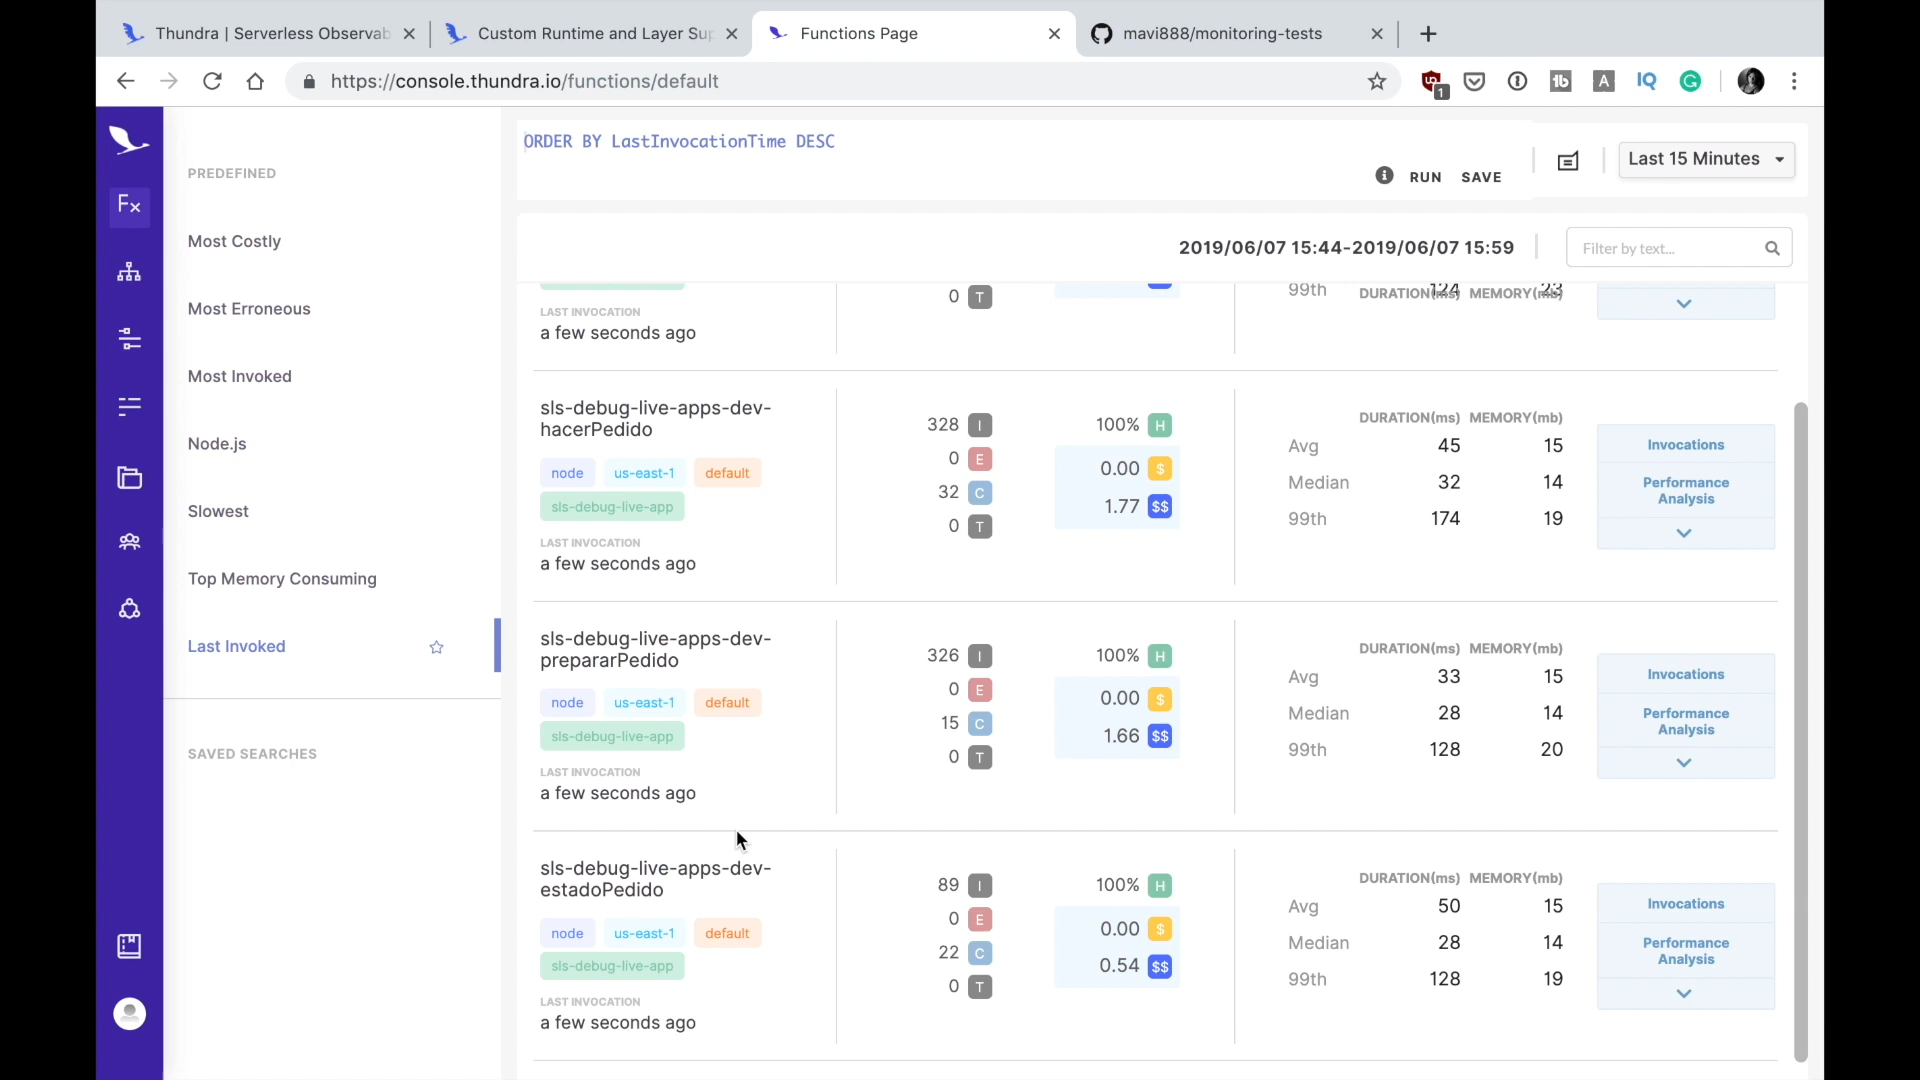 Thundra | Serverless Observab
Custom Runtime and Layer Sup
Functions Page
mavi888/monitoring-tests
https://console.thundra.io/functions/default
1
tb
A
IQ
G
ORDER BY LastInvocationTime DESC
RUN SAVE
Last 15 Minutes
Fx
PREDEFINED
Most Costly
Most Erroneous
Most Invoked
Node.js
Slowest
Top Memory Consuming
Last Invoked
SAVED SEARCHES
2019/06/07 15:44-2019/06/07 15:59
Filter by text...
LAST INVOCATION
a few seconds ago
0 T
DURATION(ms) MEMORY(mb)
99th 124 23
sls-debug-live-apps-dev-
hacerPedido
node us-east-1 default
sls-debug-live-app
LAST INVOCATION
a few seconds ago
328 I
0 E
32 C
0 T
100% H
0.00 $
1.77 $$
DURATION(ms) MEMORY(mb)
Avg 45 15
Median 32 14
99th 174 19
Invocations
Performance
Analysis
sls-debug-live-apps-dev-
prepararPedido
node us-east-1 default
sls-debug-live-app
LAST INVOCATION
a few seconds ago
326 I
0 E
15 C
0 T
100% H
0.00 $
1.66 $$
DURATION(ms) MEMORY(mb)
Avg 33 15
Median 28 14
99th 128 20
Invocations
Performance
Analysis
sls-debug-live-apps-dev-
estadoPedido
node us-east-1 default
sls-debug-live-app
LAST INVOCATION
a few seconds ago
89 I
0 E
22 C
0 T
100% H
0.00 $
0.54 $$
DURATION(ms) MEMORY(mb)
Avg 50 15
Median 28 14
99th 128 19
Invocations
Performance
Analysis